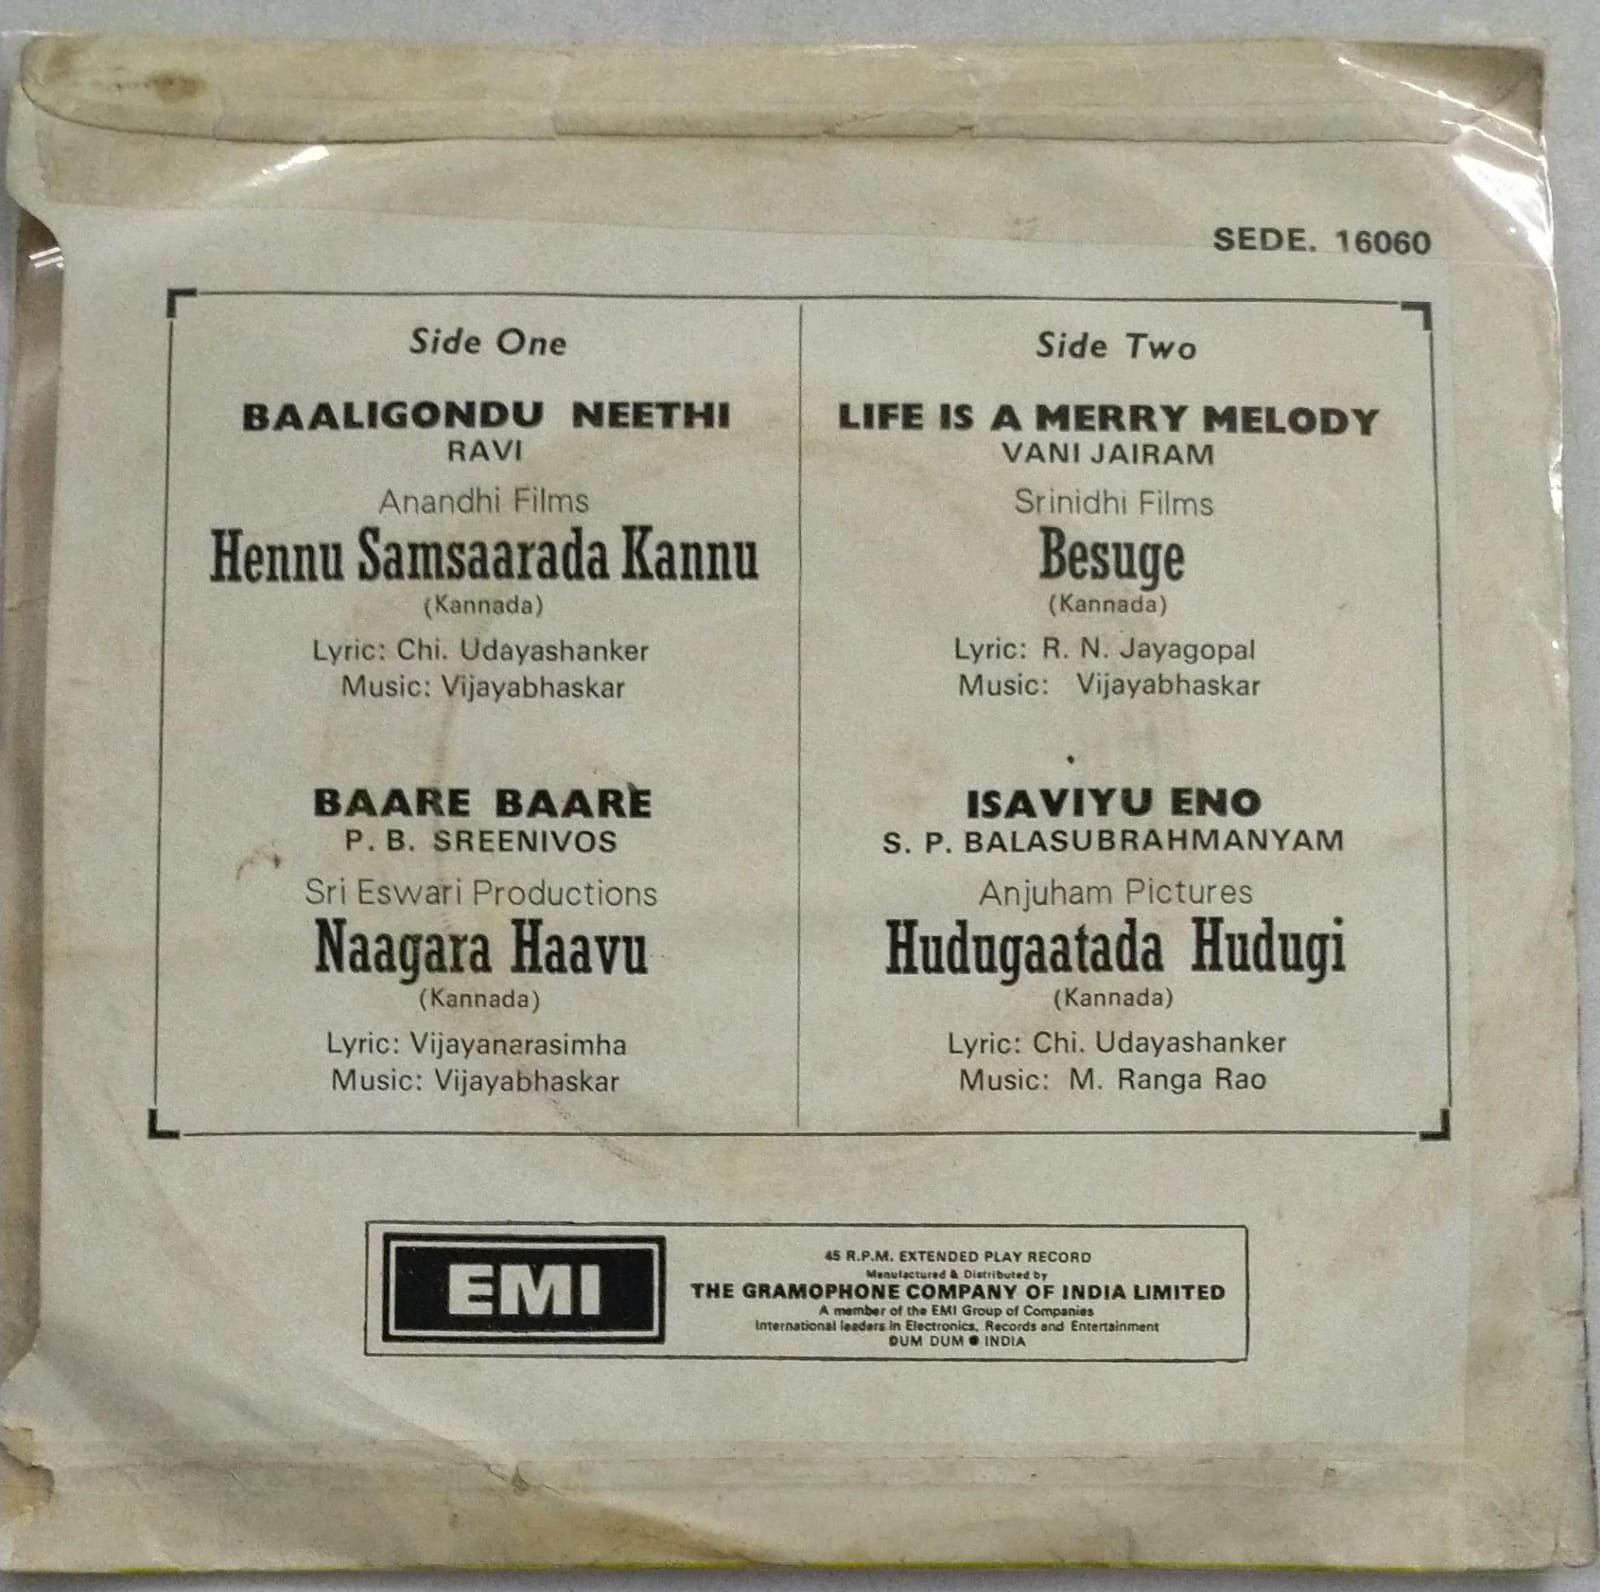 SEDE. 16060
Side One
BAALIGONDU NEETHI
RAVI
Anandhi Films
Hennu Samsaarada Kannu
(Kannada)
Lyric: Chi. Udayashanker
Music: Vijayabhaskar
BAARE BAARE
P. B. SREENIVOS
Sri Eswari Productions
Naagara Haavu
(Kannada)
Lyric: Vijayanarasimha
Music: Vijayabhaskar
Side Two
LIFE IS A MERRY MELODY
VANI JAIRAM
Srinidhi Films
Besuge
(Kannada)
Lyric: R. N. Jayagopal
Music: Vijayabhaskar
ISAVIYU ENO
S. P. BALASUBRAHMANYAM
Anjuham Pictures
Hudugaatada Hudugi
(Kannada)
Lyric: Chi. Udayashanker
Music: M. Ranga Rao
EMI
45 R.P.M. EXTENDED PLAY RECORD
Manufactured & Distributed by
THE GRAMOPHONE COMPANY OF INDIA LIMITED
A member of the EMI Group of Companies
International leaders in Electronics, Records and Entertainment
DUM DUM ● INDIA